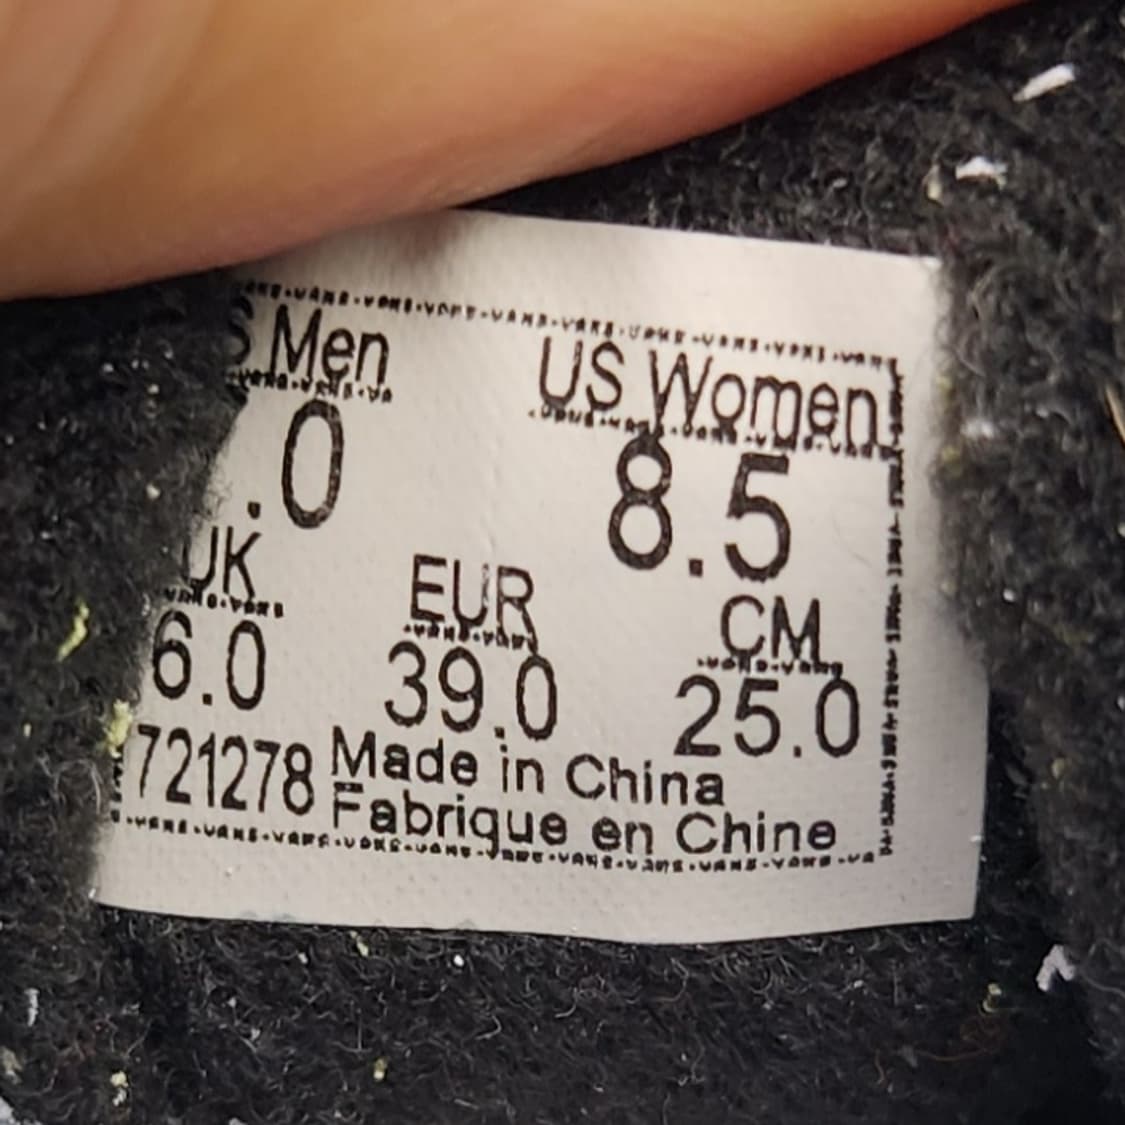 S Men US Women
.0 8.5
UK EUR CM
6.0 39.0 25.0
721278 Made in China
Fabrique en Chine